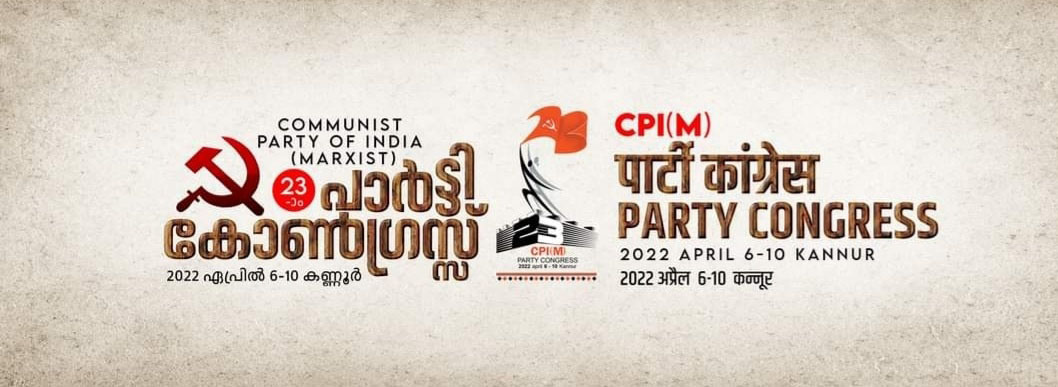 COMMUNIST
PARTY OF INDIA
(MARXIST)
23
-ാം
പാർട്ടി
കോൺഗ്രസ്സ്
2022 ഏപ്രിൽ 6-10 കണ്ണൂർ
23
CPI(M)
PARTY CONGRESS
2022 april 6 - 10 Kannur
CPI(M)
पार्टी कांग्रेस
PARTY CONGRESS
2022 APRIL 6-10 KANNUR
2022 अप्रैल 6-10 कन्नूर